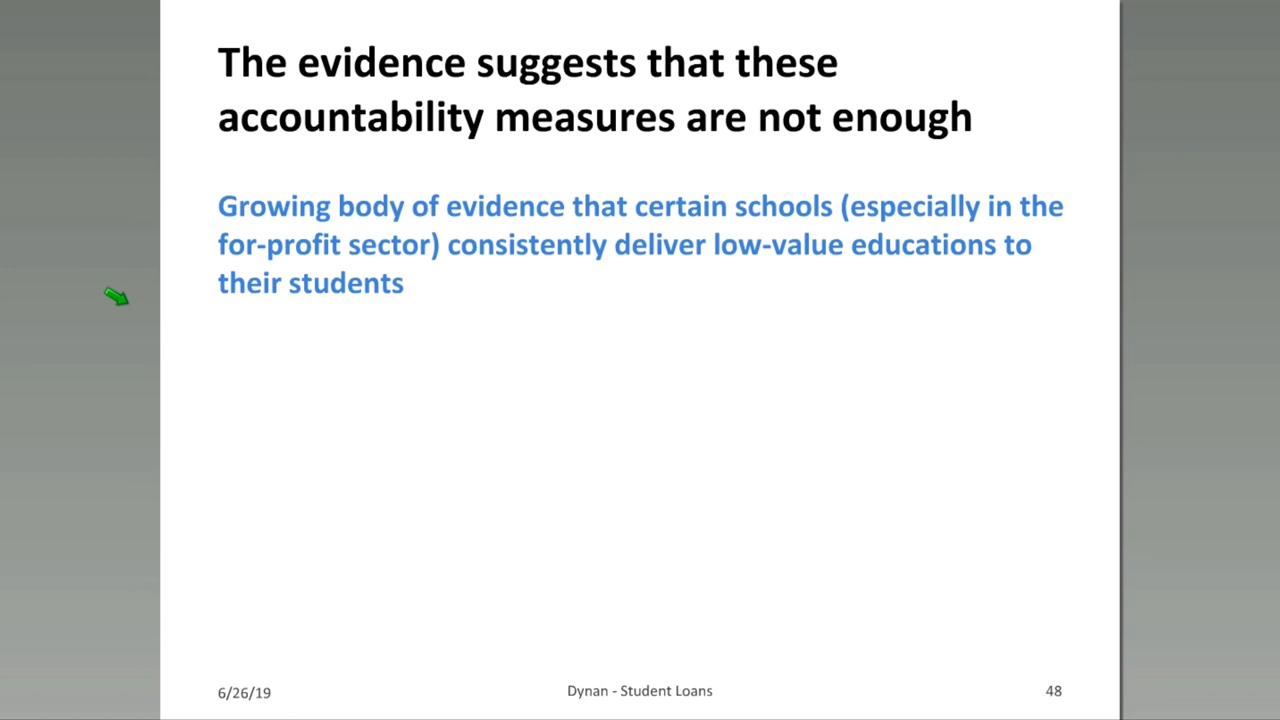 The evidence suggests that these
accountability measures are not enough
Growing body of evidence that certain schools (especially in the
for-profit sector) consistently deliver low-value educations to
their students
6/26/19
Dynan - Student Loans
48